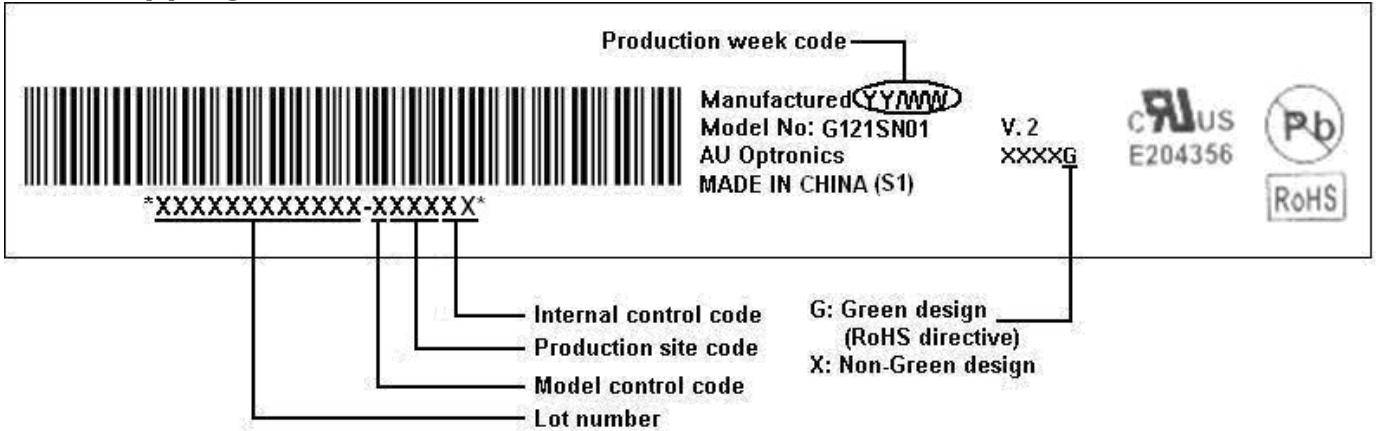 Production week code
Manufactured YY/WW
Model No: G121SN01 V.2
AU Optronics XXXXG
MADE IN CHINA (S1)
*XXXXXXXXXXXX-XXXXXXX*
cRUus
E204356
Pb
RoHS
Internal control code
Production site code
Model control code
Lot number
G: Green design
(RoHS directive)
X: Non-Green design